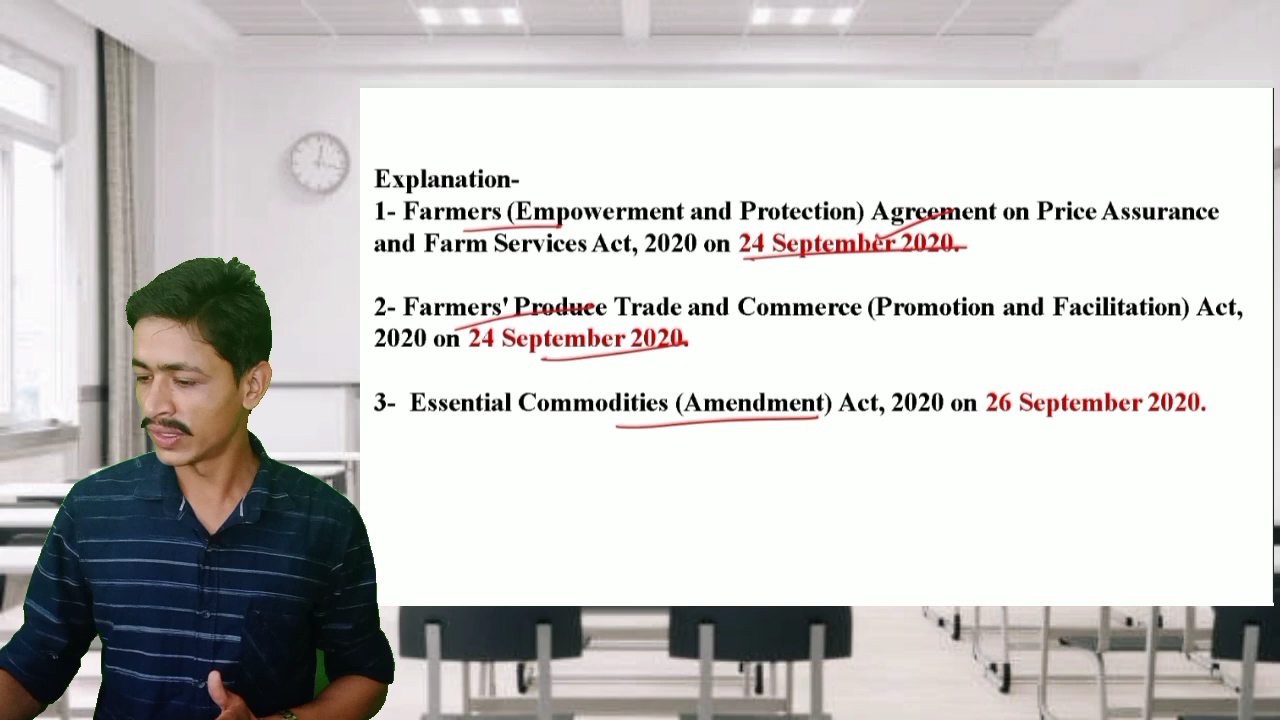 Explanation-
1- Farmers (Empowerment and Protection) Agreement on Price Assurance
and Farm Services Act, 2020 on 24 September 2020.
2- Farmers' Produce Trade and Commerce (Promotion and Facilitation) Act,
2020 on 24 September 2020.
3- Essential Commodities (Amendment) Act, 2020 on 26 September 2020.